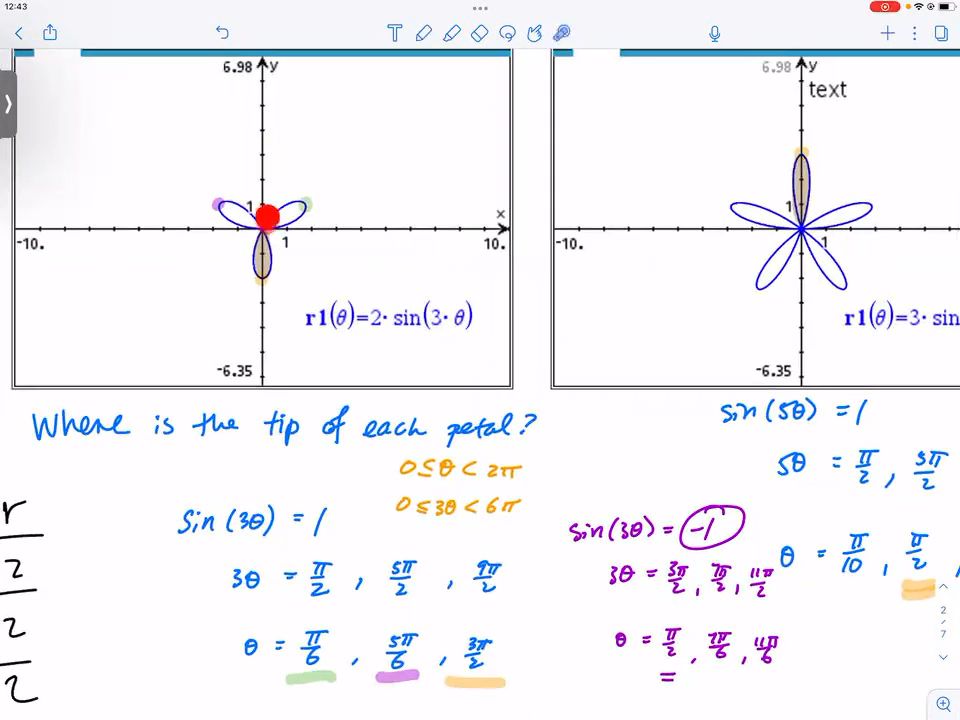 12:43
6.98 y
1
x
-10.
1
10.
r1(θ)=2·sin(3·θ)
-6.35
6.98 y
text
1
-10.
1
r1(θ)=3·sin
-6.35
Where is the tip of each petal?
0 ≤ θ < 2π
0 ≤ 3θ < 6π
r
2
2
2
sin(3θ) = 1
3θ = π/2, 5π/2, 9π/2
θ = π/6, 5π/6, 3π/2
sin(3θ) = -1
3θ = 3π/2, 7π/2, 11π/2
θ = π/2, 7π/6, 11π/6
=
sin(5θ) = 1
5θ = π/2, 5π/2
θ = π/10, π/2,
2
/
7